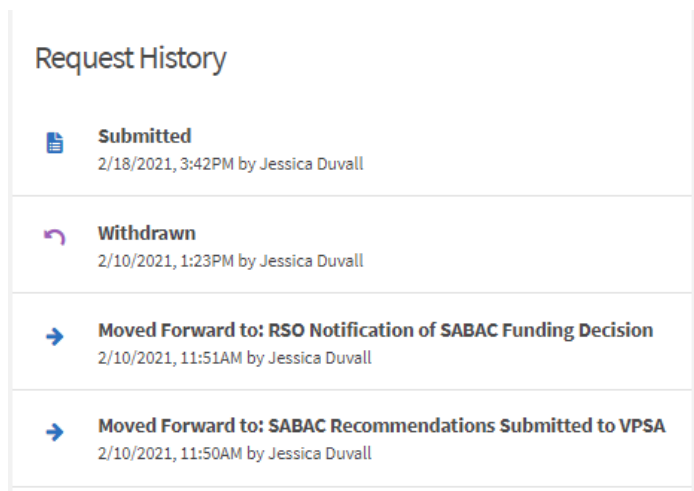 Request History
Submitted
2/18/2021, 3:42PM by Jessica Duvall
Withdrawn
2/10/2021, 1:23PM by Jessica Duvall
Moved Forward to: RSO Notification of SABAC Funding Decision
2/10/2021, 11:51AM by Jessica Duvall
Moved Forward to: SABAC Recommendations Submitted to VPSA
2/10/2021, 11:50AM by Jessica Duvall